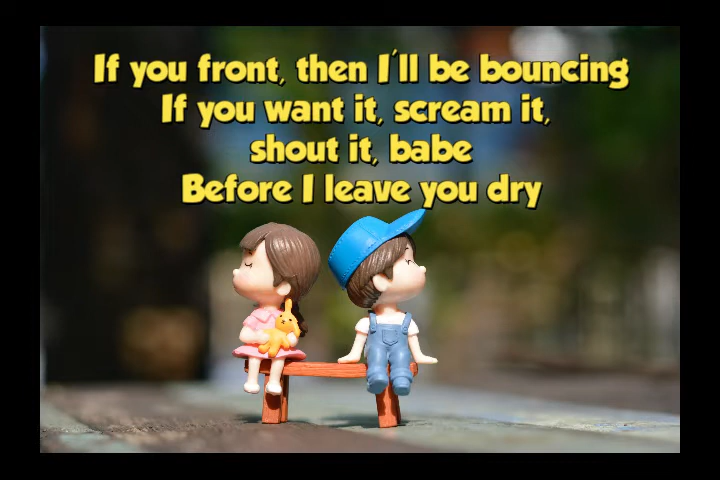 If you front, then I'll be bouncing
If you want it, scream it,
shout it, babe
Before I leave you dry